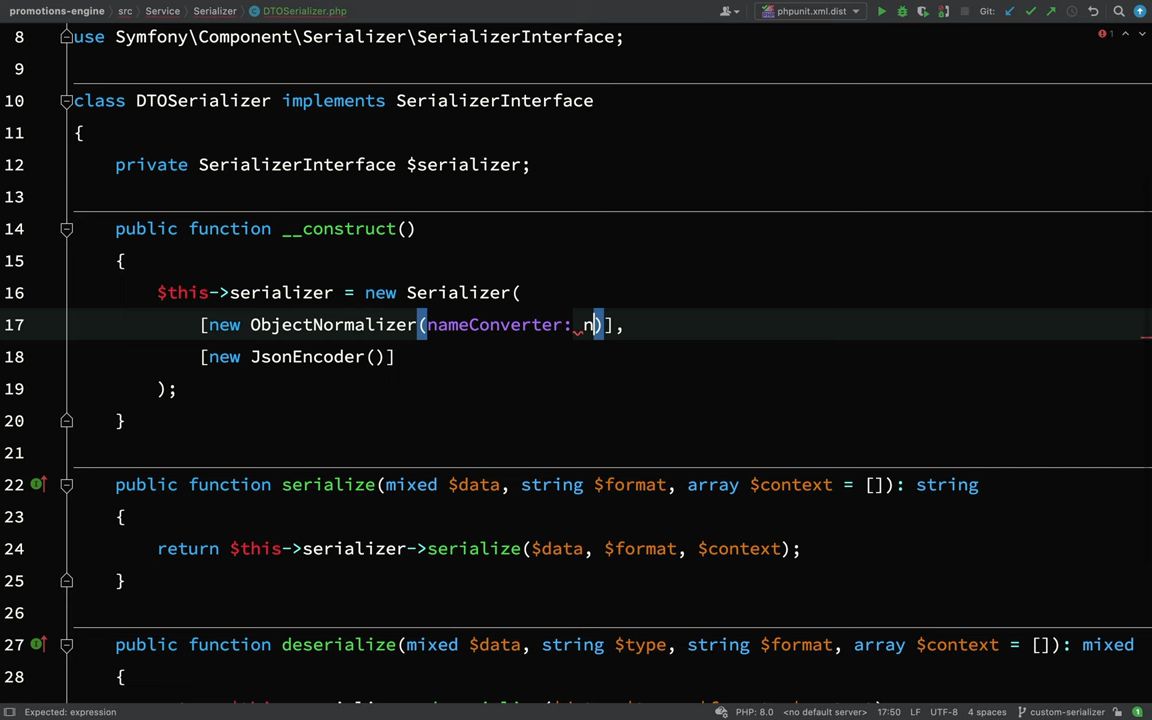 promotions-engine src Service Serializer DTOSerializer.php phpunit.xml.dist Git:
8 use Symfony\Component\Serializer\SerializerInterface; 1
9
10 class DTOSerializer implements SerializerInterface
11 {
12 private SerializerInterface $serializer;
13
14 public function __construct()
15 {
16 $this->serializer = new Serializer(
17 [new ObjectNormalizer(nameConverter: n)],
18 [new JsonEncoder()]
19 );
20 }
21
22 public function serialize(mixed $data, string $format, array $context = []): string
23 {
24 return $this->serializer->serialize($data, $format, $context);
25 }
26
27 public function deserialize(mixed $data, string $type, string $format, array $context = []): mixed
28 {
Expected: expression PHP: 8.0 <no default server> 17:50 LF UTF-8 4 spaces custom-serializer 1